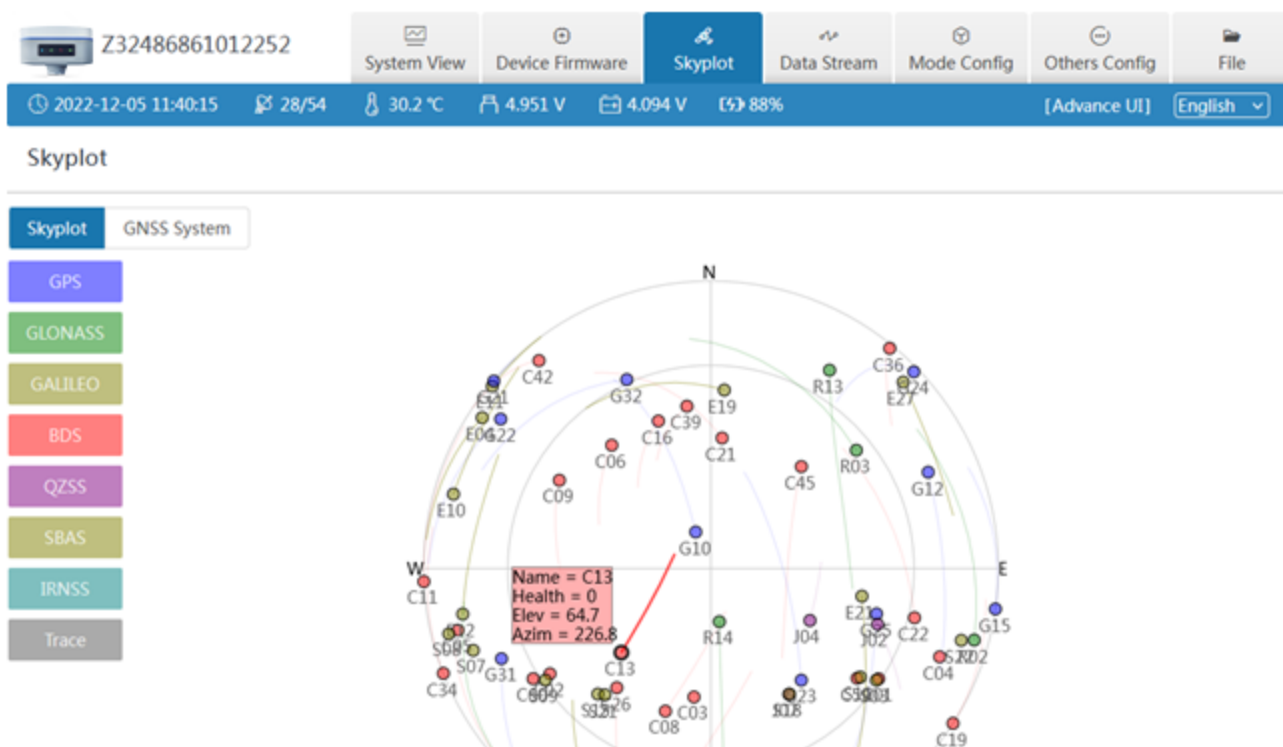 Z32486861012252
System View
Device Firmware
Skyplot
Data Stream
Mode Config
Others Config
File
2022-12-05 11:40:15 28/54 30.2 ℃ 4.951 V 4.094 V 88% [Advance UI] English
Skyplot
Skyplot GNSS System
GPS
GLONASS
GALILEO
BDS
QZSS
SBAS
IRNSS
Trace
N
C36
C42
G32
R13
G24
E27
E19
C39
C16
G22
C21
C06
R03
C45
G12
C09
E10
G10
W
E
Name = C13
Health = 0
Elev = 64.7
Azim = 226.8
C11
E21
G15
R14
J04
J02
C22
S07
G31
C13
C04
R02
C34
C08
C03
C19